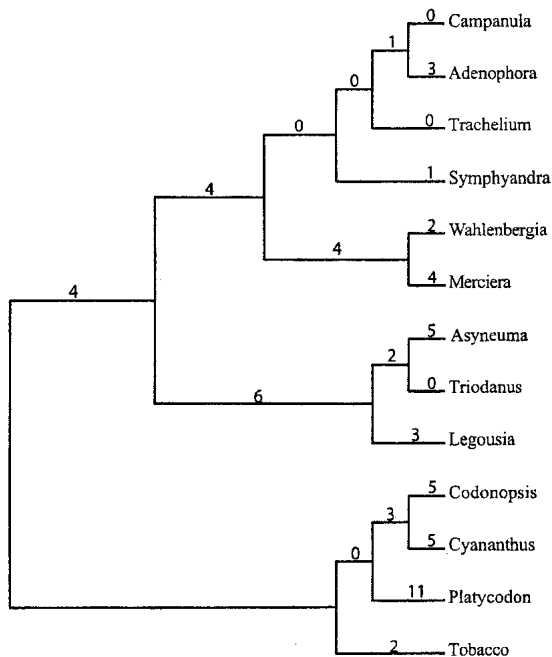 0 Campanula
1
3 Adenophora
0
0 Trachelium
0
1 Symphyandra
4
2 Wahlenbergia
4
4 Merciera
4
5 Asyneuma
2
0 Triodanus
6
3 Legousia
5 Codonopsis
3
5 Cyananthus
0
11 Platycodon
2 Tobacco